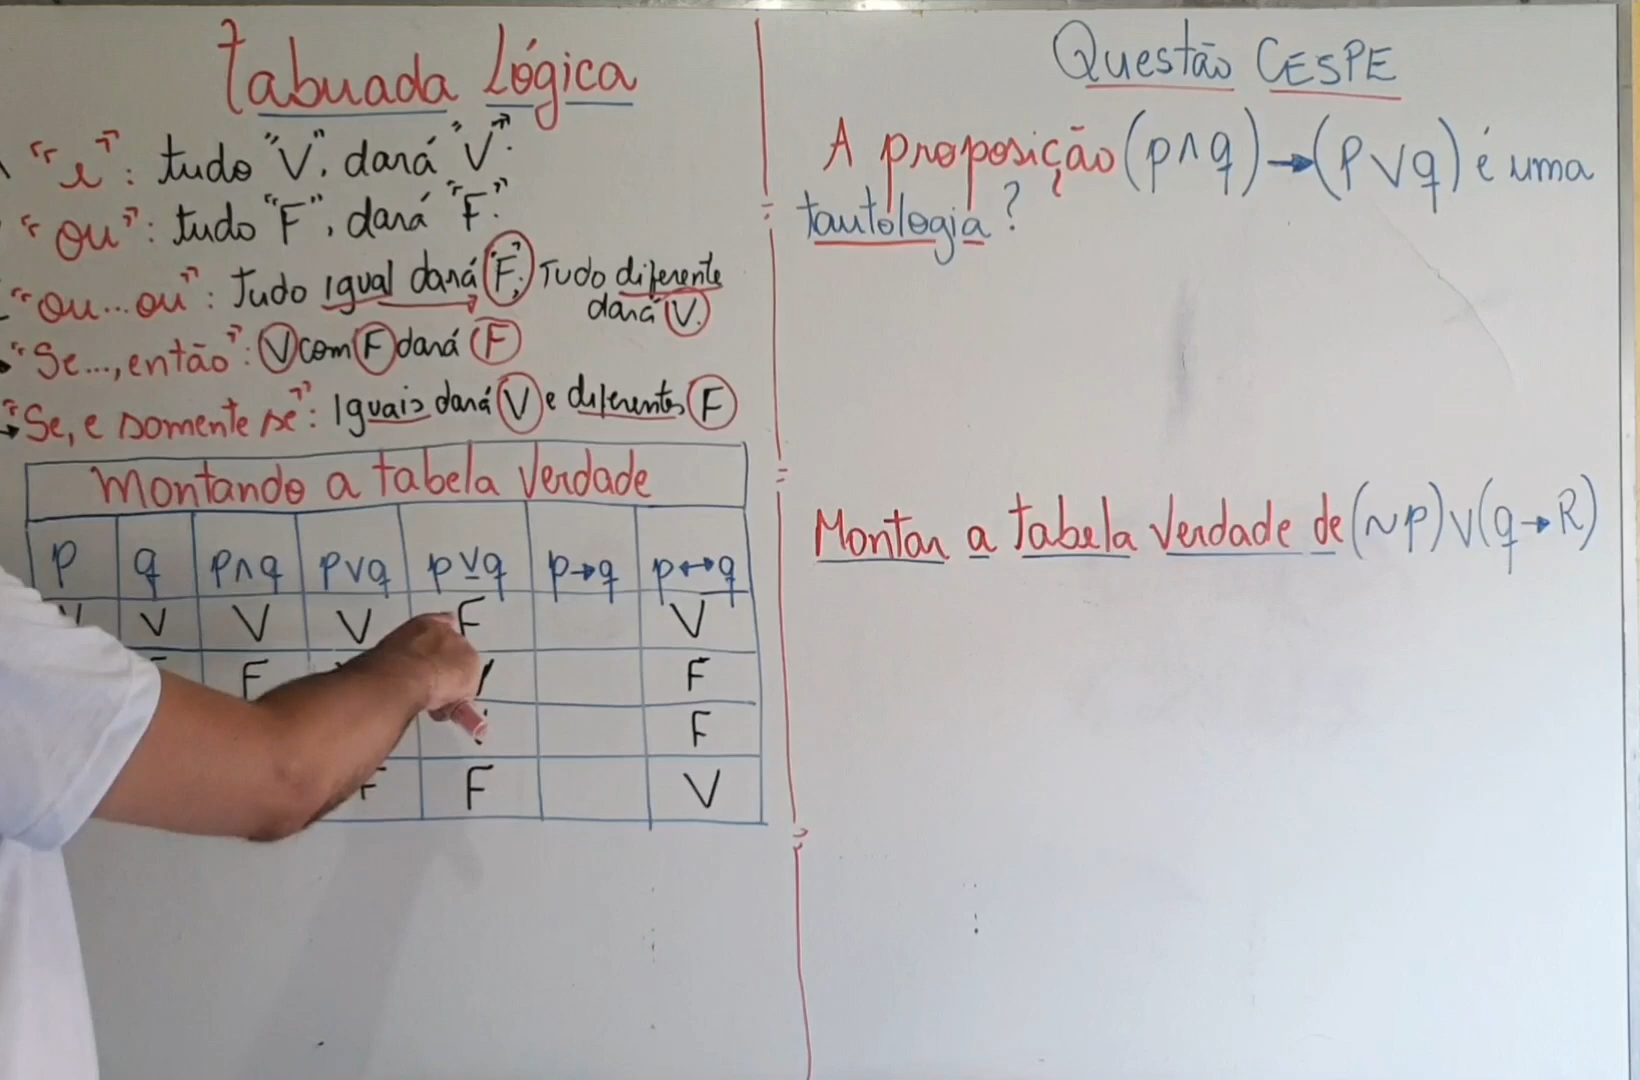 Tabuada Lógica
"e": tudo "V", dará "V".
"ou": tudo "F", dará "F".
"ou...ou": Tudo igual dará "F"; Tudo diferente
dará V.
"Se..., então": V com F dará F
"Se, e somente se": Iguais dará V e diferentes F
Montando a tabela Verdade
p q p∧q p∨q p⊻q p→q p↔q
V V V F V
F F
F
F F V
Questão CESPE
A proposição (p∧q)→(p∨q) é uma
tautologia?
Montar a tabela Verdade de (~p)∨(q→R)